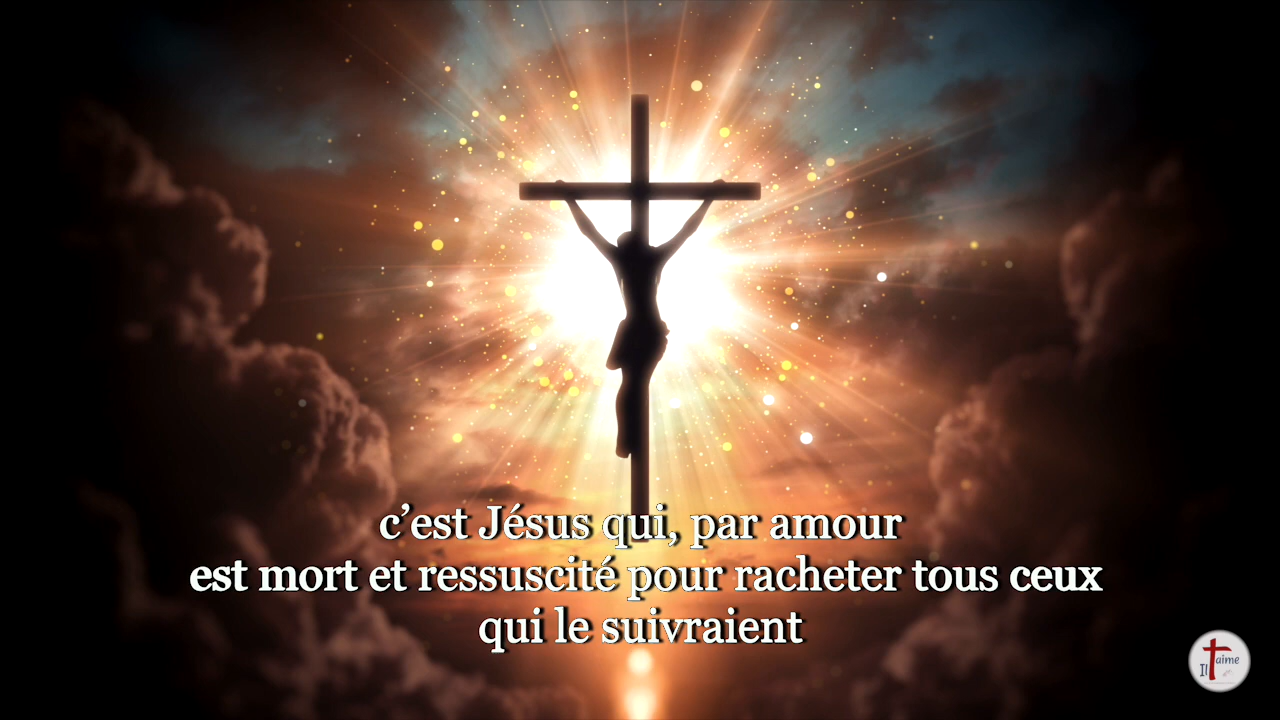 c’est Jésus qui, par amour
est mort et ressuscité pour racheter tous ceux
qui le suivraient
Il t aime